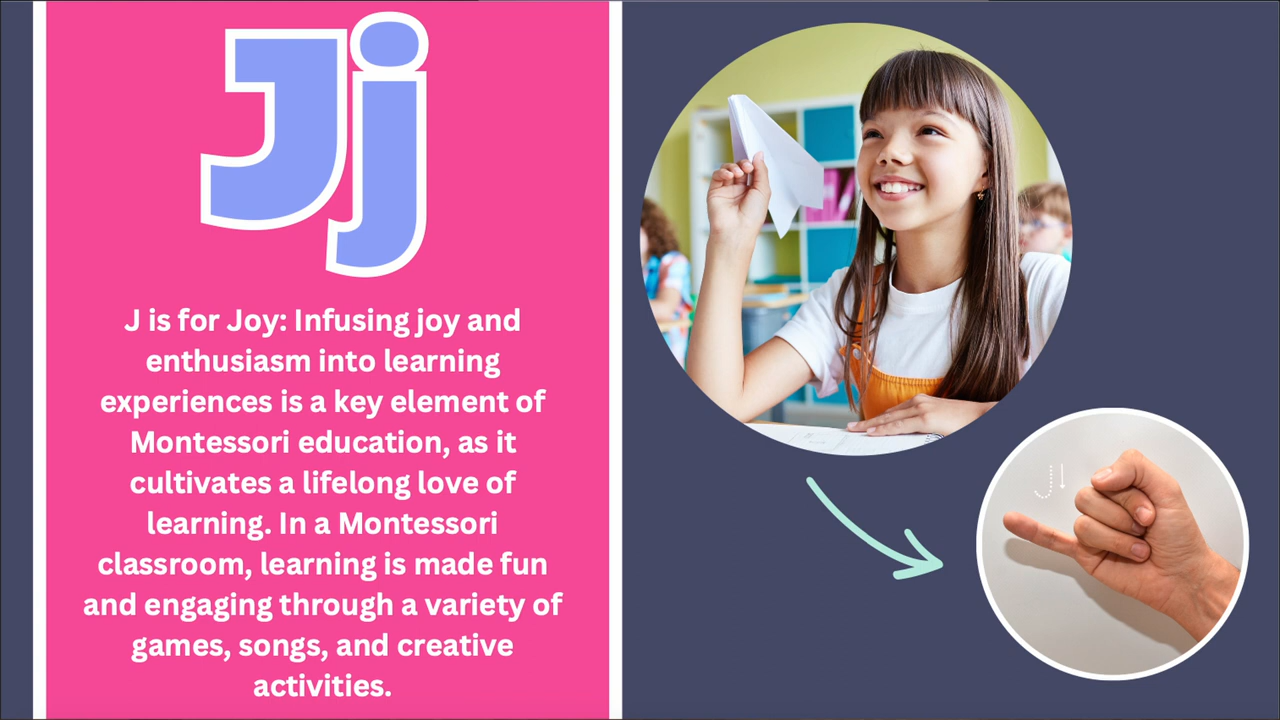 Jj
J is for Joy: Infusing joy and
enthusiasm into learning
experiences is a key element of
Montessori education, as it
cultivates a lifelong love of
learning. In a Montessori
classroom, learning is made fun
and engaging through a variety of
games, songs, and creative
activities.